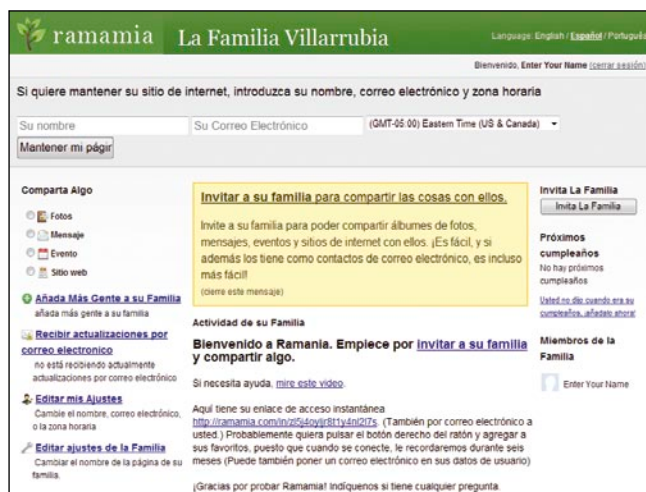 ramamia La Familia Villarrubia
Language: English / Español / Português
Bienvenido, Enter Your Name (cerrar sesión)
Si quiere mantener su sitio de internet, introduzca su nombre, correo electrónico y zona horaria
Su nombre
Su Correo Electrónico
(GMT-05:00) Eastern Time (US & Canada)
Mantener mi págir
Comparta Algo
Fotos
Mensaje
Evento
Sitio web
Añada Más Gente a su Familia
añada más gente a su familia
Recibir actualizaciones por
correo electronico
no está recibiendo actualmente
actualizaciones por correo electrónico
Editar mis Ajustes
Cambie el nombre, correo electrónico,
o la zona horaria
Editar ajustes de la Familia
Cambiar el nombre de la página de su
familia.
Invitar a su familia para compartir las cosas con ellos.
Invite a su familia para poder compartir álbumes de fotos,
mensajes, eventos y sitios de internet con ellos. ¡Es fácil, y si
además los tiene como contactos de correo electrónico, es incluso
más fácil!
(cierre este mensaje)
Actividad de su Familia
Bienvenido a Ramania. Empiece por invitar a su familia
y compartir algo.
Si necesita ayuda, mire este video.
Aquí tiene su enlace de acceso instantánea
(También por correo electrónico a
usted.) Probablemente quiera pulsar el botón derecho del ratón y agregar a
sus favoritos, puesto que cuando se conecte, le recordaremos durante seis
meses (Puede también poner un correo electrónico en sus datos de usuario)
¡Gracias por probar Ramamia! Indíquenos si tiene cualquier pregunta.
Invita La Familia
Invita La Familia
Próximos
cumpleaños
No hay próximos
cumpleaños
Usted no dio cuando era su
cumpleaños, ¡añadelo ahora!
Miembros de la
Familia
Enter Your Name